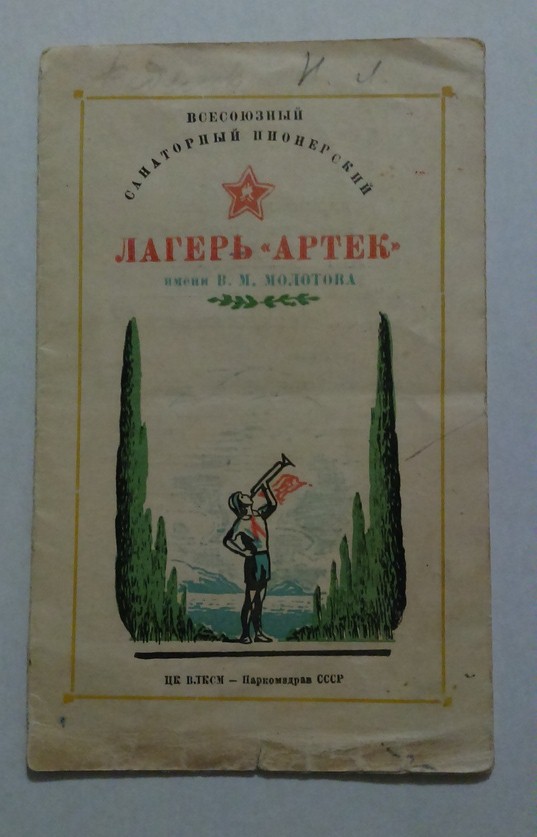 И. Л.
ВСЕСОЮЗНЫЙ
САНАТОРНЫЙ ПИОНЕРСКИЙ
ЛАГЕРЬ «АРТЕК»
имени В. М. МОЛОТОВА
ЦК ВЛКСМ — Наркомздрав СССР